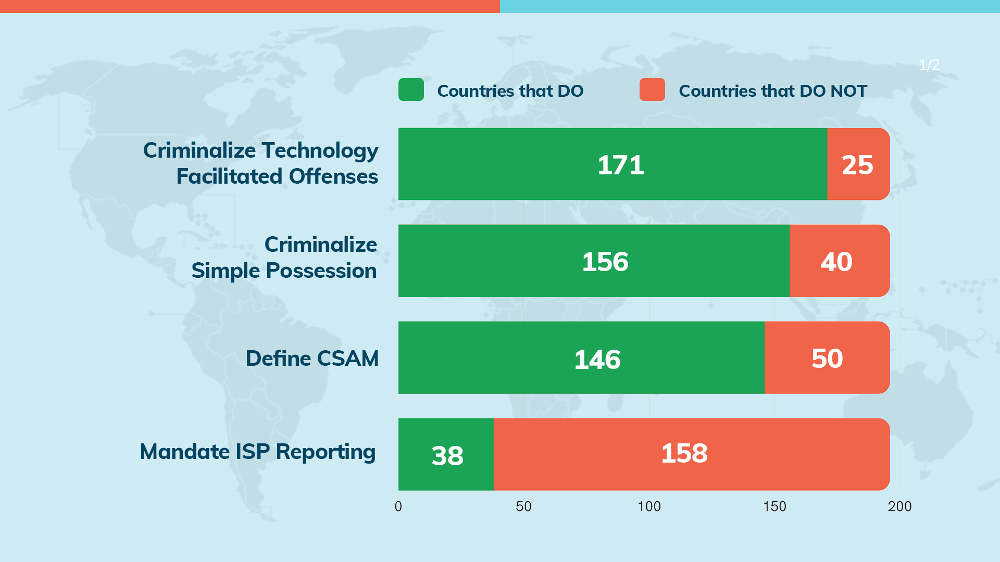 1/2
Countries that DO
Countries that DO NOT
Criminalize Technology
Facilitated Offenses
171
25
Criminalize
Simple Possession
156
40
Define CSAM
146
50
Mandate ISP Reporting
38
158
0
50
100
150
200